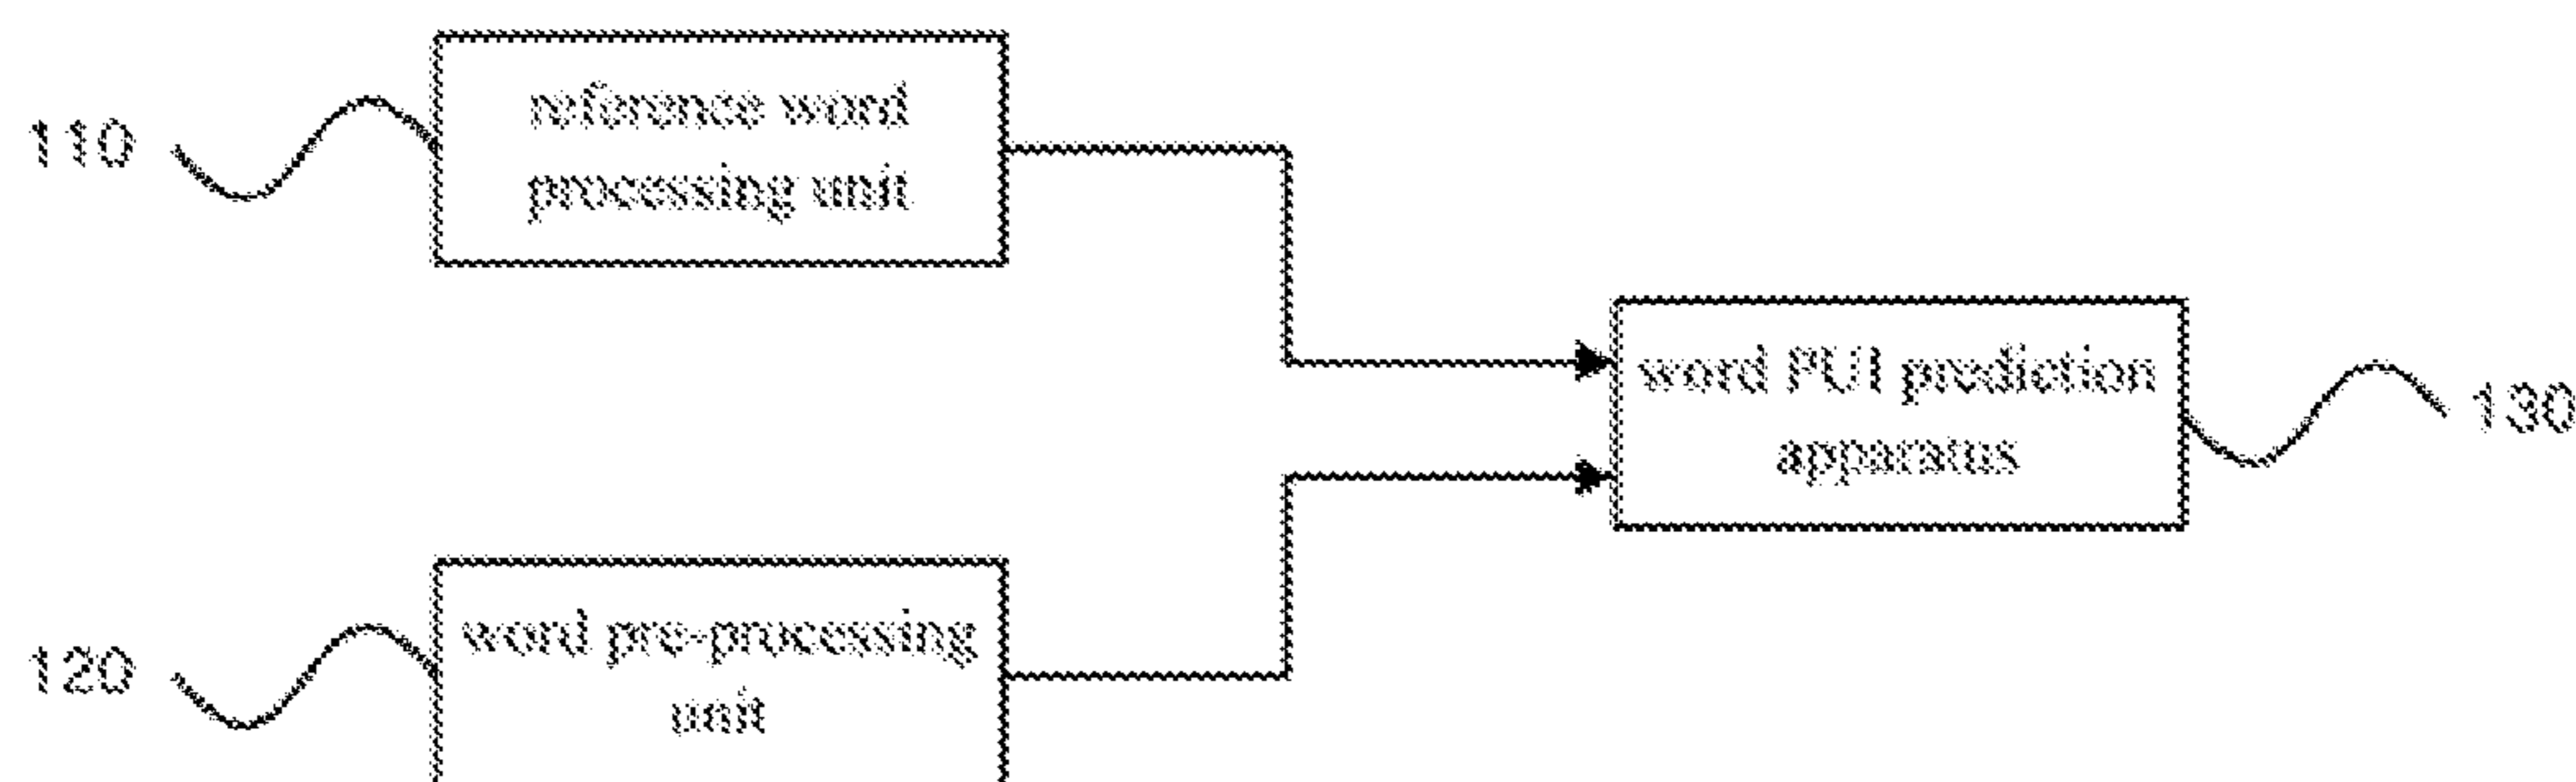 110
reference word
processing unit
word PUI prediction
apparatus
130
120
word pre-processing
unit